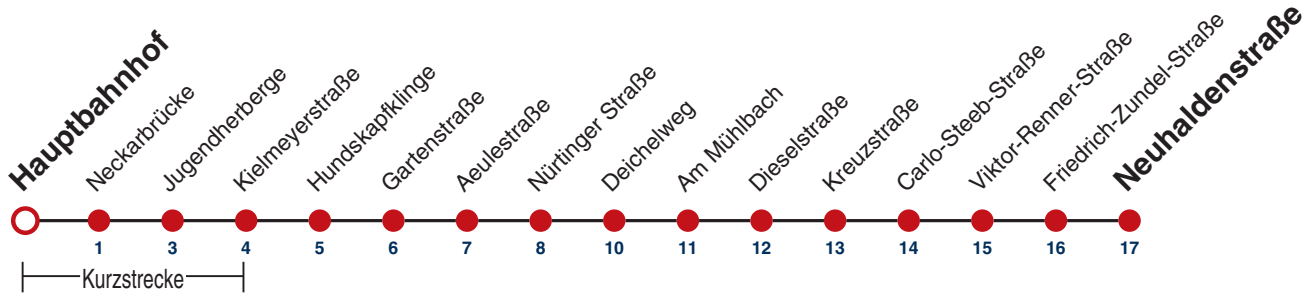 Hauptbahnhof
Neckarbrücke
Jugendherberge
Kielmeyerstraße
Hundskapfklinge
Gartenstraße
Aeulestraße
Nürtinger Straße
Deichelweg
Am Mühlbach
Dieselstraße
Kreuzstraße
Carlo-Steeb-Straße
Viktor-Renner-Straße
Friedrich-Zundel-Straße
Neuhaldenstraße
1 3 4 5 6 7 8 10 11 12 13 14 15 16 17
Kurzstrecke